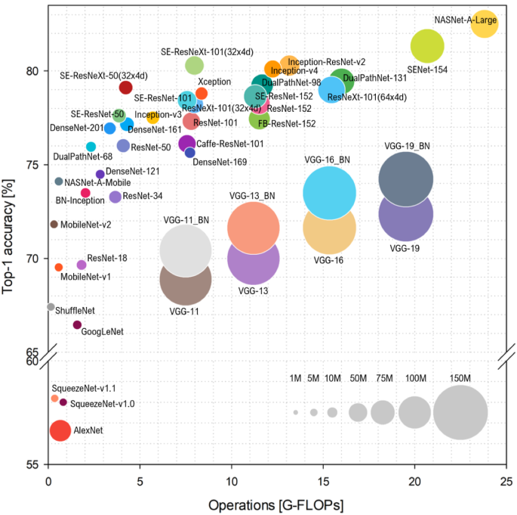 NASNet-A-Large
SE-ResNeXt-101(32x4d)
Inception-ResNet-v2
SENet-154
80
Inception-v4
SE-ResNeXt-50(32x4d)
Xception
DualPathNet-98
DualPathNet-131
SE-ResNet-101
SE-ResNet-152
ResNeXt-101(64x4d)
ResNeXt-101(32x4d)
ResNet-152
SE-ResNet-50
Inception-v3
ResNet-101
FB-ResNet-152
DenseNet-201
DenseNet-161
ResNet-50
Caffe-ResNet-101
VGG-16_BN
VGG-19_BN
DualPathNet-68
DenseNet-169
75
DenseNet-121
NASNet-A-Mobile
BN-Inception
ResNet-34
VGG-13_BN
VGG-11_BN
MobileNet-v2
VGG-16
VGG-19
70
ResNet-18
MobileNet-v1
VGG-13
VGG-11
ShuffleNet
GoogLeNet
65
60
1M 5M 10M 50M 75M 100M 150M
SqueezeNet-v1.1
SqueezeNet-v1.0
AlexNet
55
0 5 10 15 20 25
Operations [G-FLOPs]
Top-1 accuracy [%]